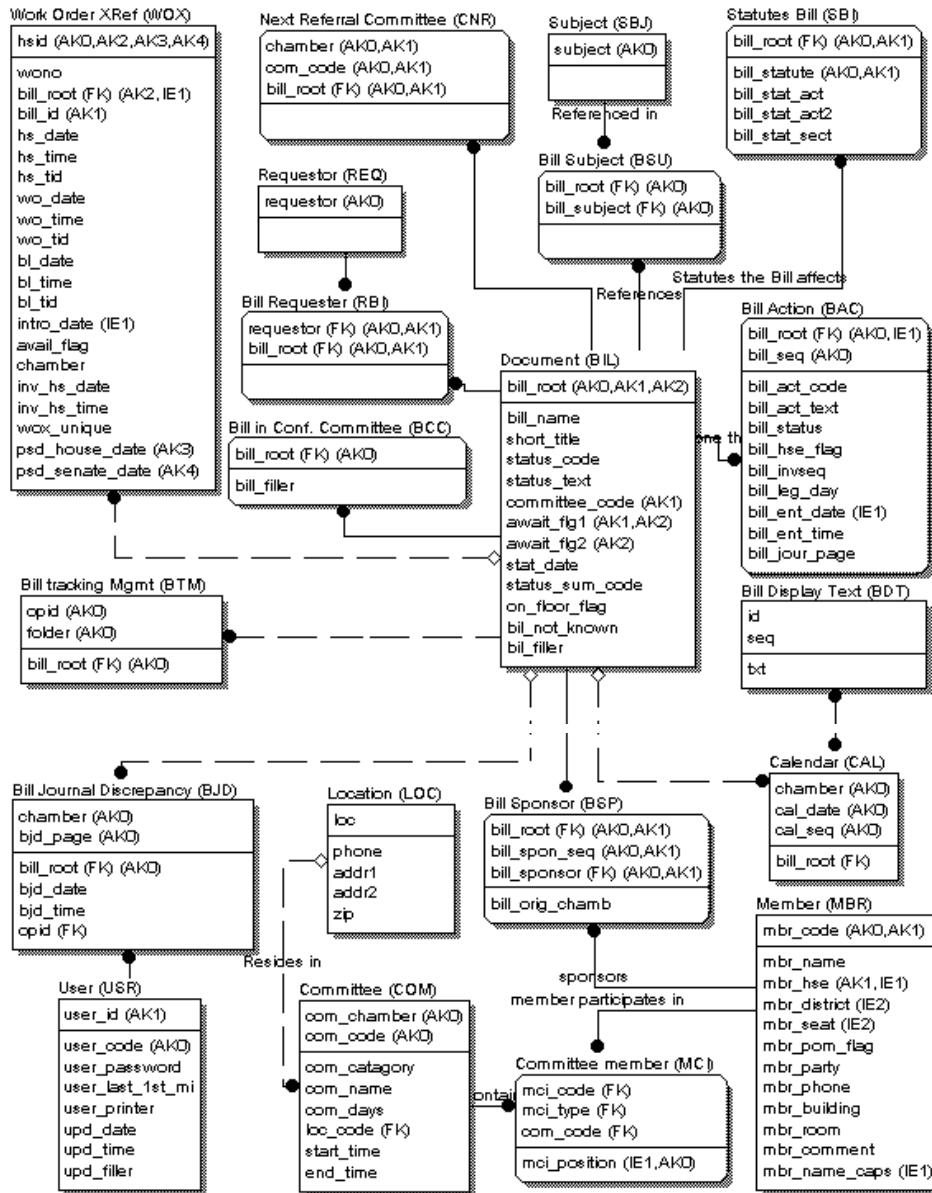 Work Order XRef (WOX)
hsid (AK0,AK2,AK3,AK4)
wono
bill_root (FK) (AK2,IE1)
bill_id (AK1)
hs_date
hs_time
hs_tid
wo_date
wo_time
wo_tid
bl_date
bl_time
bl_tid
intro_date (IE1)
avail_flag
chamber
inv_hs_date
inv_hs_time
wox_unique
psd_house_date (AK3)
psd_senate_date (AK4)
Next Referral Committee (CNR)
chamber (AK0,AK1)
com_code (AK0,AK1)
bill_root (FK) (AK0,AK1)
Subject (SBJ)
subject (AK0)
Referenced in
Statutes Bill (SBI)
bill_root (FK) (AK0,AK1)
bill_statute (AK0,AK1)
bill_stat_act
bill_stat_act2
bill_stat_sect
Requestor (REQ)
requestor (AK0)
Bill Subject (BSU)
bill_root (FK) (AK0)
bill_subject (FK) (AK0)
References
Statutes the Bill affects
Bill Requester (RBI)
requestor (FK) (AK0,AK1)
bill_root (FK) (AK0,AK1)
Bill Action (BAC)
bill_root (FK) (AK0,IE1)
bill_seq (AK0)
bill_act_code
bill_act_text
bill_status
bill_hse_flag
bill_invseq
bill_leg_day
bill_ent_date (IE1)
bill_ent_time
bill_jour_page
Document (BIL)
bill_root (AK0,AK1,AK2)
bill_name
short_title
status_code
status_text
committee_code (AK1)
await_flg1 (AK1,AK2)
await_flg2 (AK2)
stat_date
status_sum_code
on_floor_flag
bil_not_known
bil_filler
one th
Bill in Conf. Committee (BCC)
bill_root (FK) (AK0)
bill_filler
Bill tracking Mgmt (BTM)
opid (AK0)
folder (AK0)
bill_root (FK) (AK0)
Bill Display Text (BDT)
id
seq
txt
Bill Journal Discrepancy (BJD)
chamber (AK0)
bjd_page (AK0)
bill_root (FK) (AK0)
bjd_date
bjd_time
opid (FK)
Location (LOC)
loc
phone
addr1
addr2
zip
Resides in
Bill Sponsor (BSP)
bill_root (FK) (AK0,AK1)
bill_spon_seq (AK0,AK1)
bill_sponsor (FK) (AK0,AK1)
bill_orig_chamb
Calendar (CAL)
chamber (AK0)
cal_date (AK0)
cal_seq (AK0)
bill_root (FK)
sponsors
member participates in
User (USR)
user_id (AK1)
user_code (AK0)
user_password
user_last_1st_mi
user_printer
upd_date
upd_time
upd_filler
Committee (COM)
com_chamber (AK0)
com_code (AK0)
com_catagory
com_name
com_days
loc_code (FK)
start_time
end_time
ontai
Committee member (MCI)
mci_code (FK)
mci_type (FK)
com_code (FK)
mci_position (IE1,AK0)
Member (MBR)
mbr_code (AK0,AK1)
mbr_name
mbr_hse (AK1,IE1)
mbr_district (IE2)
mbr_seat (IE2)
mbr_pom_flag
mbr_party
mbr_phone
mbr_building
mbr_room
mbr_comment
mbr_name_caps (IE1)